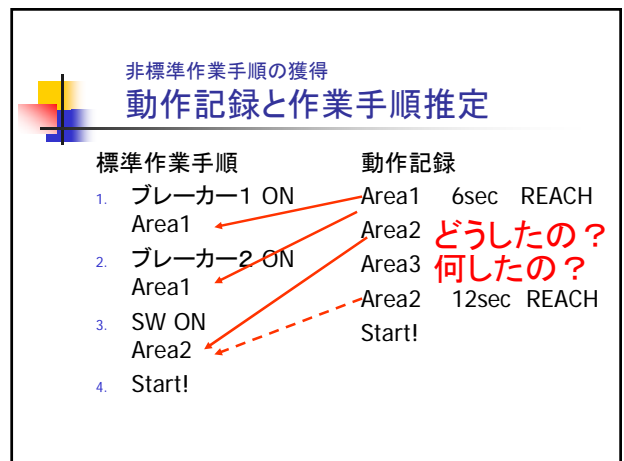 非標準作業手順の獲得
動作記録と作業手順推定
標準作業手順
1. ブレーカー1 ON
Area1
2. ブレーカー2 ON
Area1
3. SW ON
Area2
4. Start!
動作記録
Area1 6sec REACH
Area2
Area3
Area2 12sec REACH
Start!
どうしたの？
何したの？